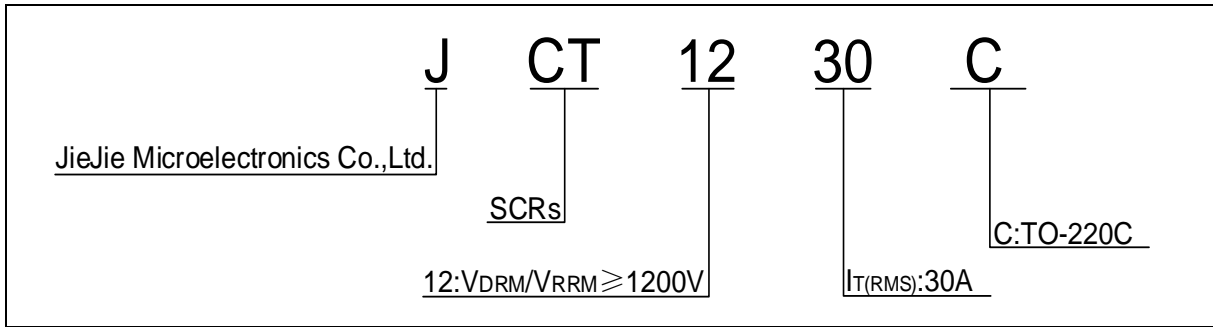 J CT 12 30 C
JieJie Microelectronics Co.,Ltd.
SCRs
C:TO-220C
12:VDRM/VRRM≥1200V
IT(RMS):30A